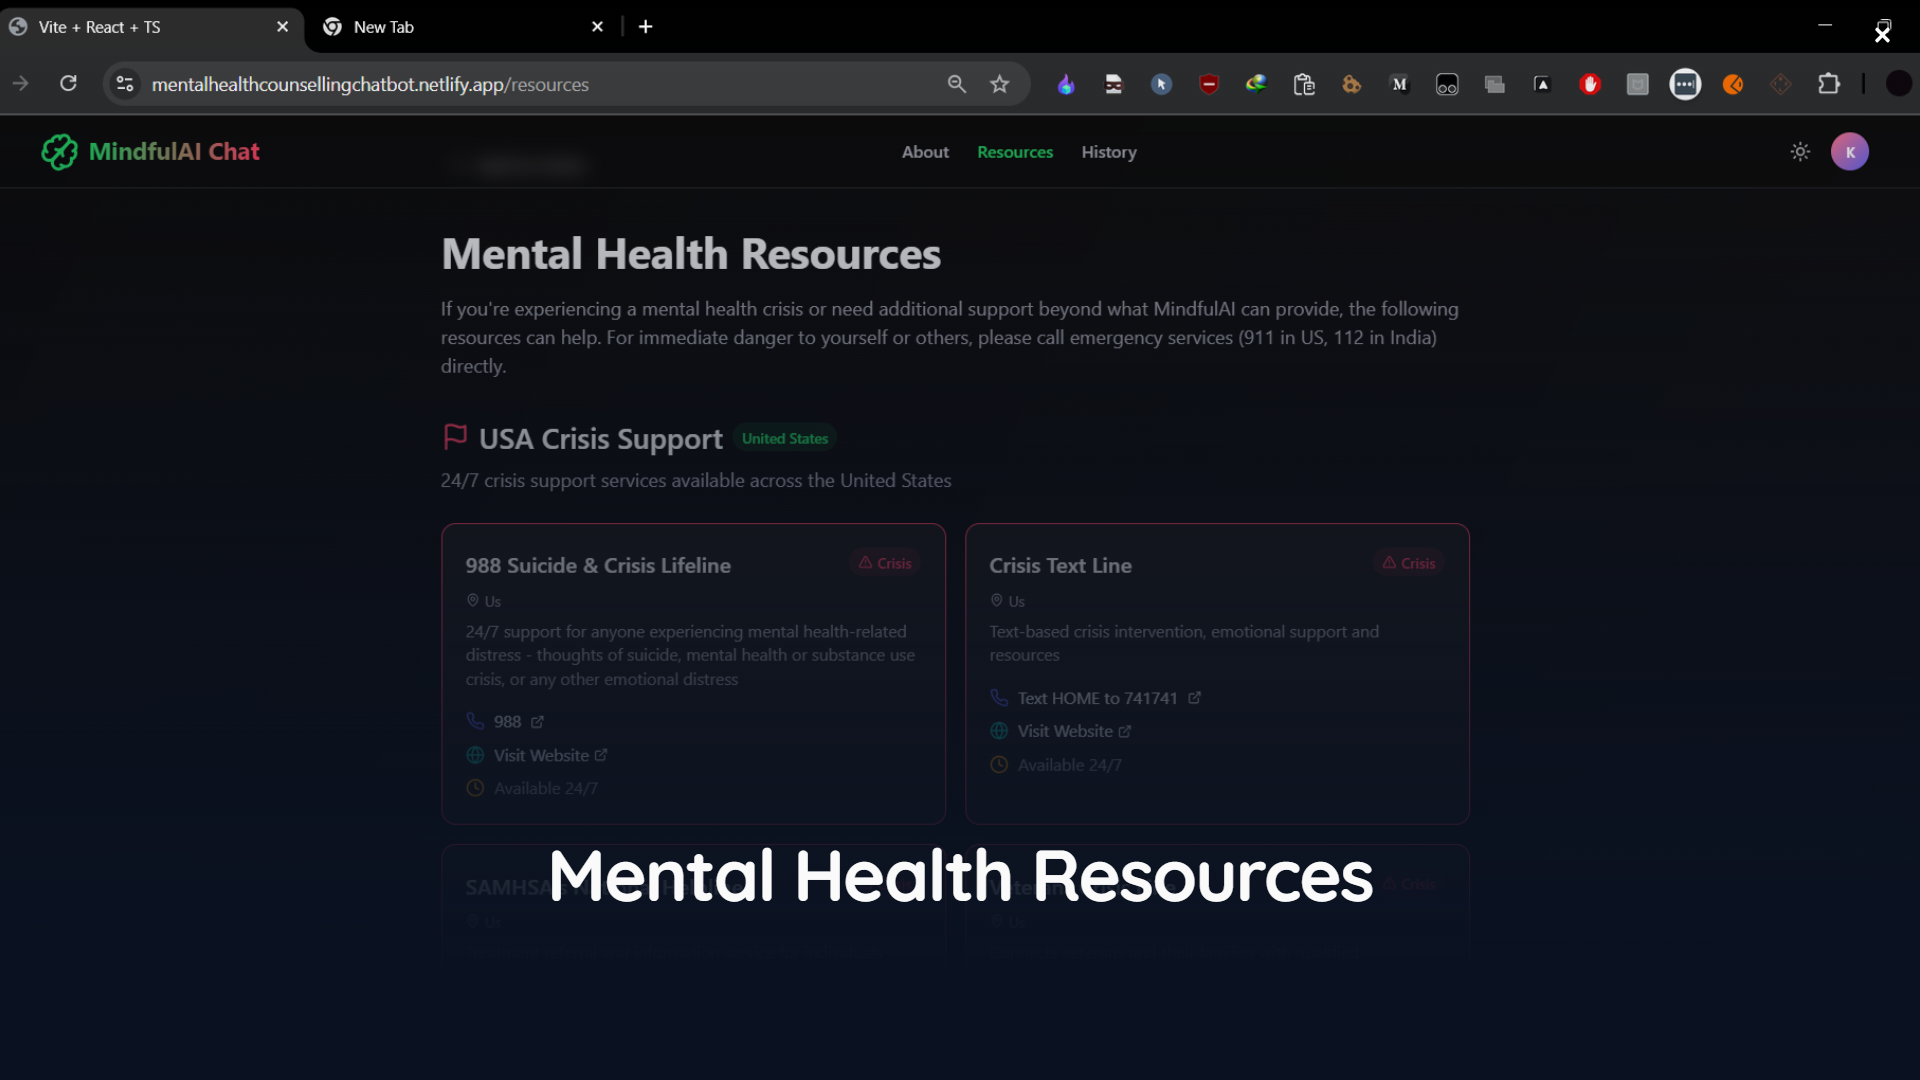 Vite + React + TS
New Tab
mentalhealthcounsellingchatbot.netlify.app/resources
MindfulAI Chat
About
Resources
History
K
Mental Health Resources
If you're experiencing a mental health crisis or need additional support beyond what MindfulAI can provide, the following
resources can help. For immediate danger to yourself or others, please call emergency services (911 in US, 112 in India)
directly.
USA Crisis Support
United States
24/7 crisis support services available across the United States
988 Suicide & Crisis Lifeline
Crisis
Us
24/7 support for anyone experiencing mental health-related
distress - thoughts of suicide, mental health or substance use
crisis, or any other emotional distress
988
Visit Website
Available 24/7
Crisis Text Line
Crisis
Us
Text-based crisis intervention, emotional support and
resources
Text HOME to 741741
Visit Website
Available 24/7
SAMHSA
Crisis
Us
Us
Mental Health Resources